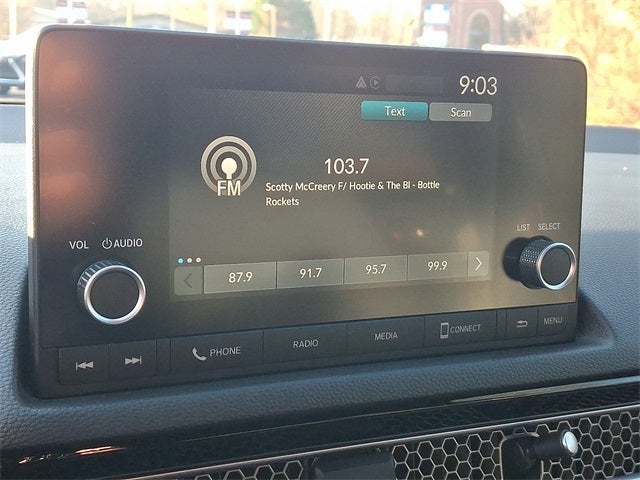 9:03
Text Scan
103.7
FM
Scotty McCreery F/ Hootie & The Bl - Bottle
Rockets
VOL AUDIO
LIST SELECT
87.9 91.7 95.7 99.9
PHONE RADIO MEDIA CONNECT MENU